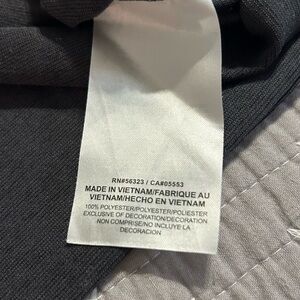 RN#56323 / CA#05553
MADE IN VIETNAM/FABRIQUE AU
VIETNAM/HECHO EN VIETNAM
100% POLYESTER/POLYESTER/POLIESTER
EXCLUSIVE OF DECORATION/DECORATION
NON COMPRISE/NO INCLUYE LA
DECORACIÓN